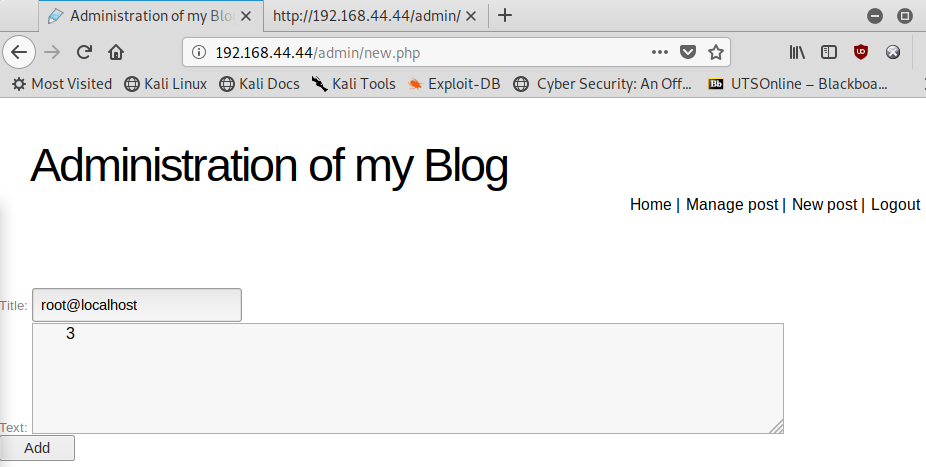 Administration of my Blo
http://192.168.44.44/admin/
192.168.44.44/admin/new.php
Most Visited Kali Linux Kali Docs Kali Tools Exploit-DB Cyber Security: An Off... Bb UTSOnline – Blackboa...
Administration of my Blog
Home | Manage post | New post | Logout
Title: root@localhost
3
Text:
Add